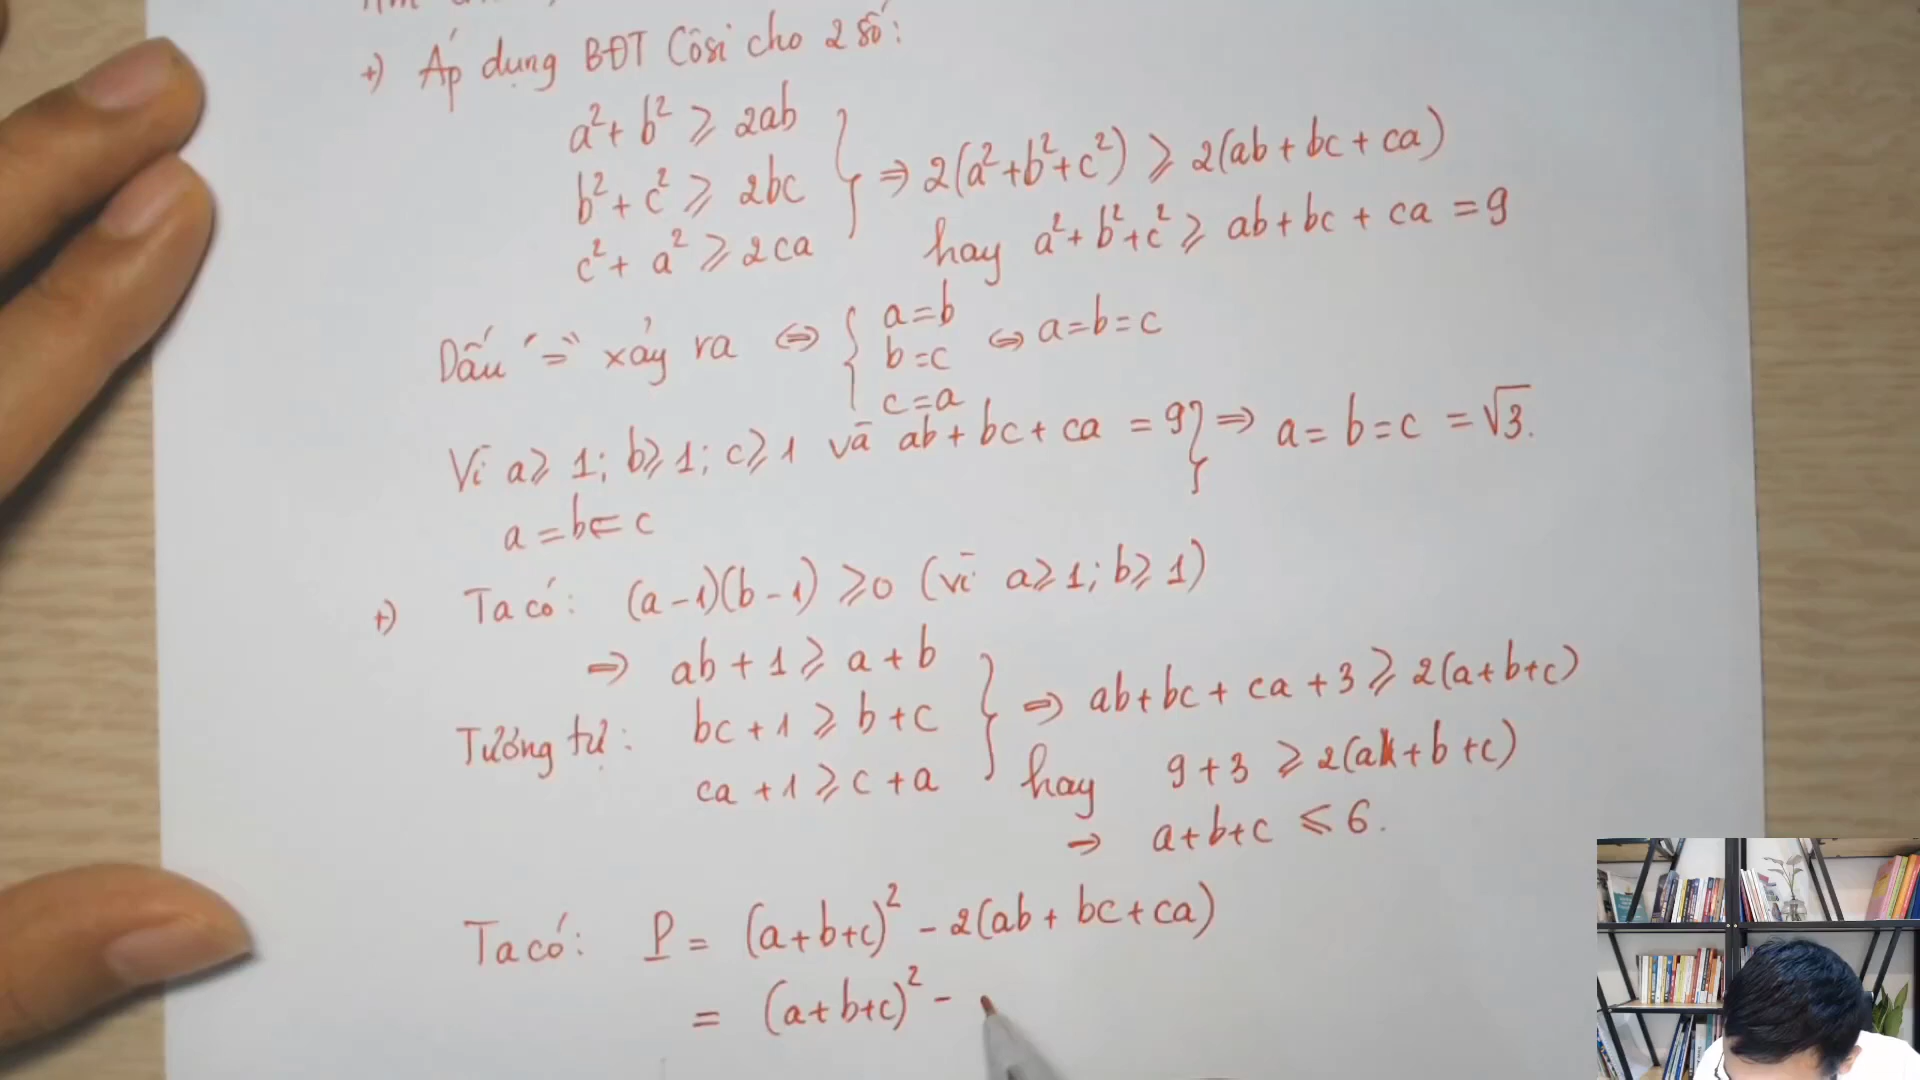 +) Áp dụng BĐT Côsi cho 2 số:
a² + b² ⩾ 2ab
b² + c² ⩾ 2bc } ⇒ 2(a² + b² + c²) ⩾ 2(ab + bc + ca)
c² + a² ⩾ 2ca hay a² + b² + c² ⩾ ab + bc + ca = 9
Dấu "=" xảy ra ⇔ { a = b
b = c ⇔ a = b = c
c = a
Vì a ⩾ 1; b ⩾ 1; c ⩾ 1 và ab + bc + ca = 9 } ⇒ a = b = c = √3.
a = b = c
+) Ta có: (a - 1)(b - 1) ⩾ 0 (vì a ⩾ 1; b ⩾ 1)
⇒ ab + 1 ⩾ a + b
Tương tự: bc + 1 ⩾ b + c } ⇒ ab + bc + ca + 3 ⩾ 2(a + b + c)
ca + 1 ⩾ c + a hay 9 + 3 ⩾ 2(a + b + c)
→ a + b + c ⩽ 6.
Ta có: P = (a + b + c)² - 2(ab + bc + ca)
= (a + b + c)² -